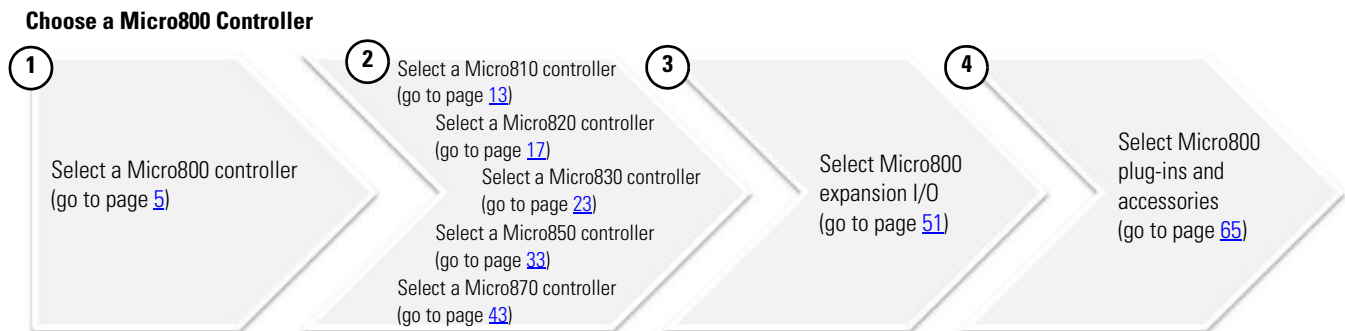 Choose a Micro800 Controller
1
Select a Micro800 controller
(go to page 5)
2
Select a Micro810 controller
(go to page 13)
Select a Micro820 controller
(go to page 17)
Select a Micro830 controller
(go to page 23)
Select a Micro850 controller
(go to page 33)
Select a Micro870 controller
(go to page 43)
3
Select Micro800
expansion I/O
(go to page 51)
4
Select Micro800
plug-ins and
accessories
(go to page 65)